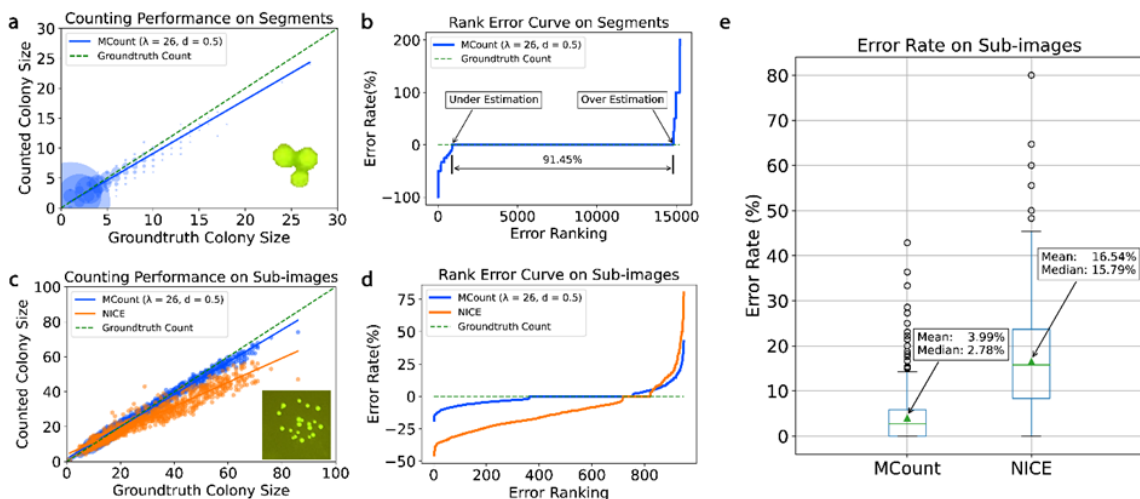 a
Counting Performance on Segments
MCount (λ = 26, d = 0.5)
Groundtruth Count
Counted Colony Size
30
25
20
15
10
5
0
0 5 10 15 20 25 30
Groundtruth Colony Size
b
Rank Error Curve on Segments
MCount (λ = 26, d = 0.5)
Groundtruth Count
Under Estimation
Over Estimation
91.45%
Error Rate(%)
200
100
0
−100
0 5000 10000 15000
Error Ranking
c
Counting Performance on Sub-images
MCount (λ = 26, d = 0.5)
NICE
Groundtruth Count
Counted Colony Size
100
80
60
40
20
0
0 20 40 60 80 100
Groundtruth Colony Size
d
Rank Error Curve on Sub-images
MCount (λ = 26, d = 0.5)
NICE
Groundtruth Count
Error Rate(%)
75
50
25
0
−25
−50
0 200 400 600 800
Error Ranking
e
Error Rate on Sub-images
Error Rate (%)
80
70
60
50
40
30
20
10
0
Mean: 16.54%
Median: 15.79%
Mean: 3.99%
Median: 2.78%
MCount NICE